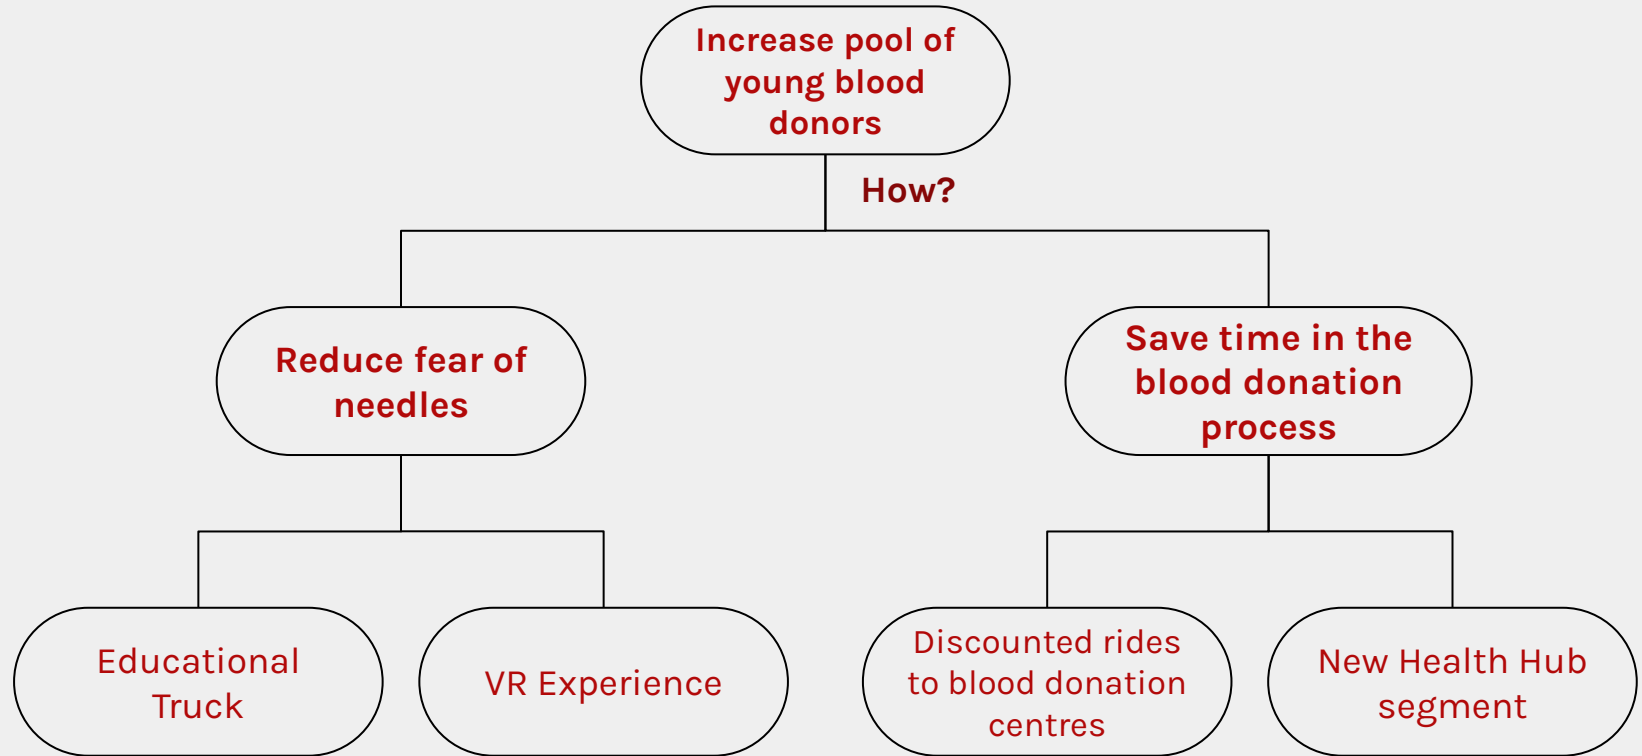 Increase pool of
young blood
donors
How?
Reduce fear of
needles
Save time in the
blood donation
process
Educational
Truck
VR Experience
Discounted rides
to blood donation
centres
New Health Hub
segment